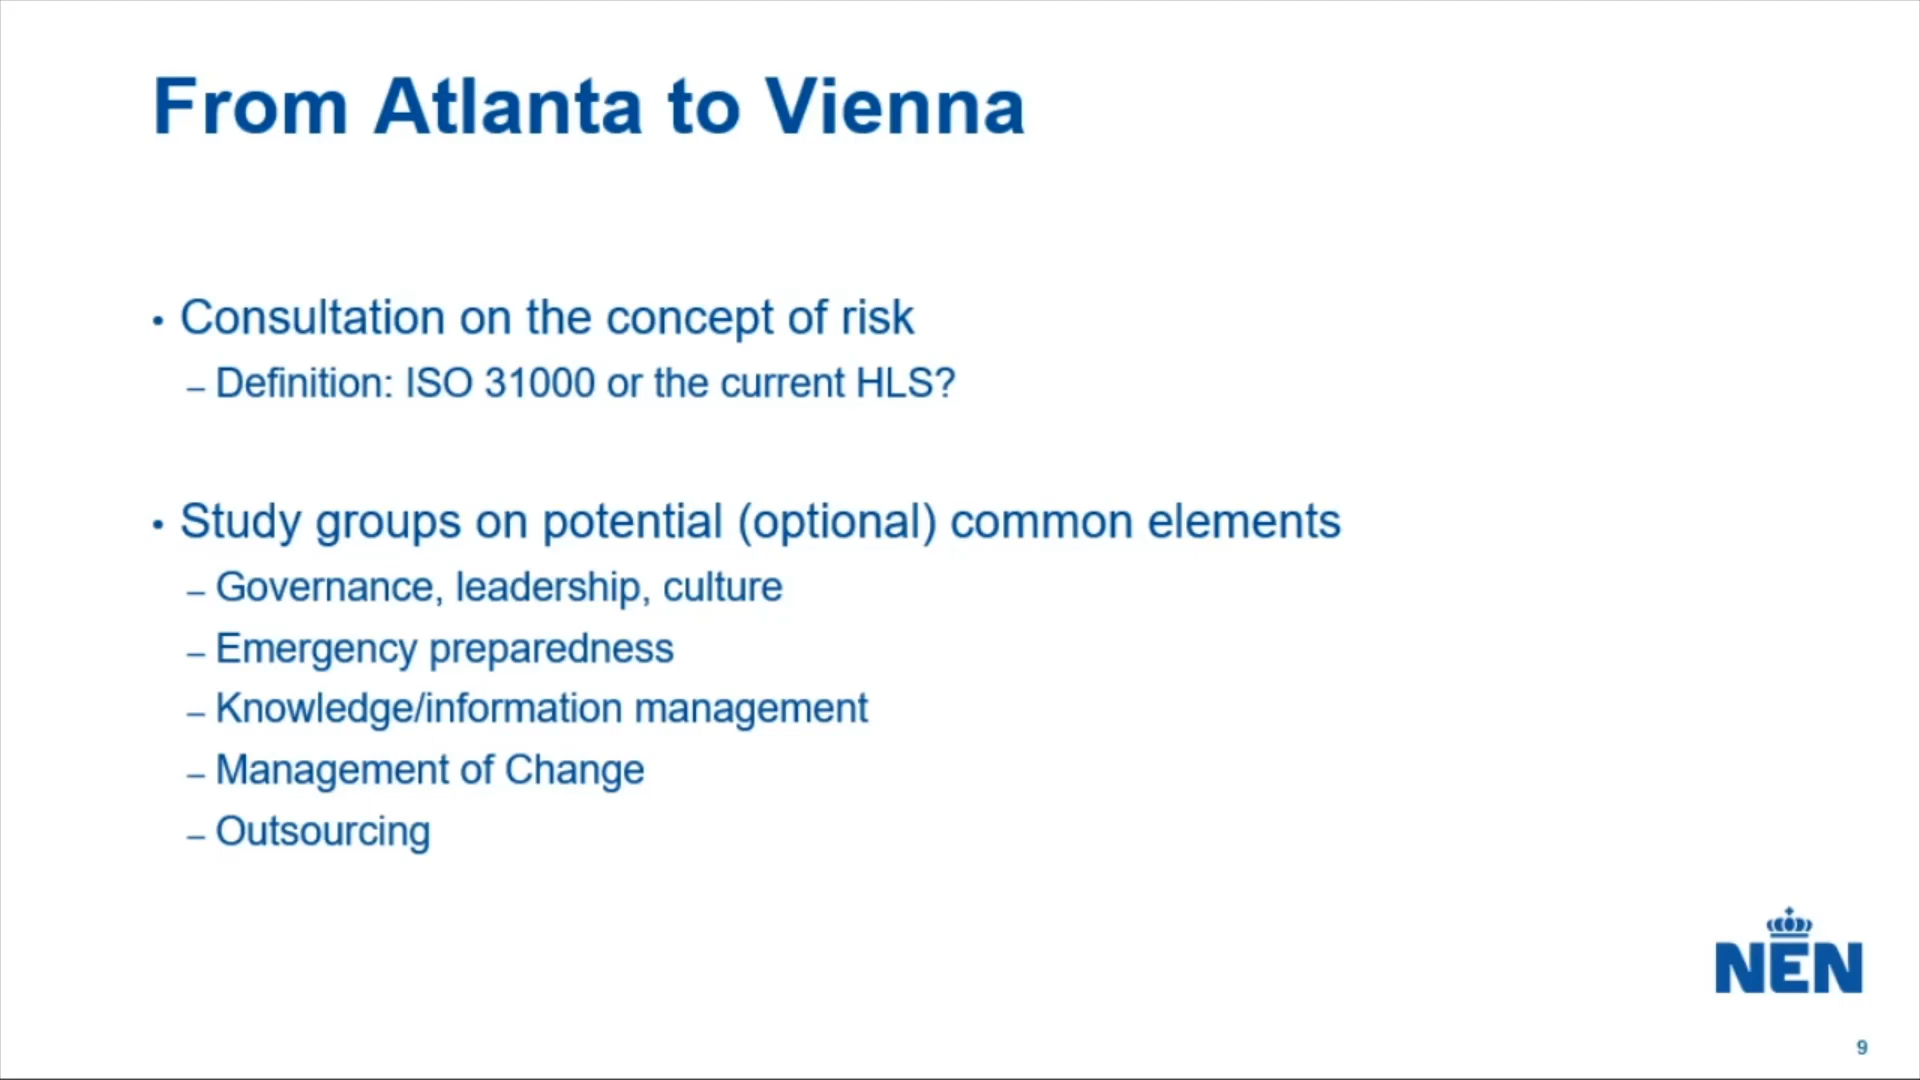 From Atlanta to Vienna
• Consultation on the concept of risk
– Definition: ISO 31000 or the current HLS?
• Study groups on potential (optional) common elements
– Governance, leadership, culture
– Emergency preparedness
– Knowledge/information management
– Management of Change
– Outsourcing
NEN
9